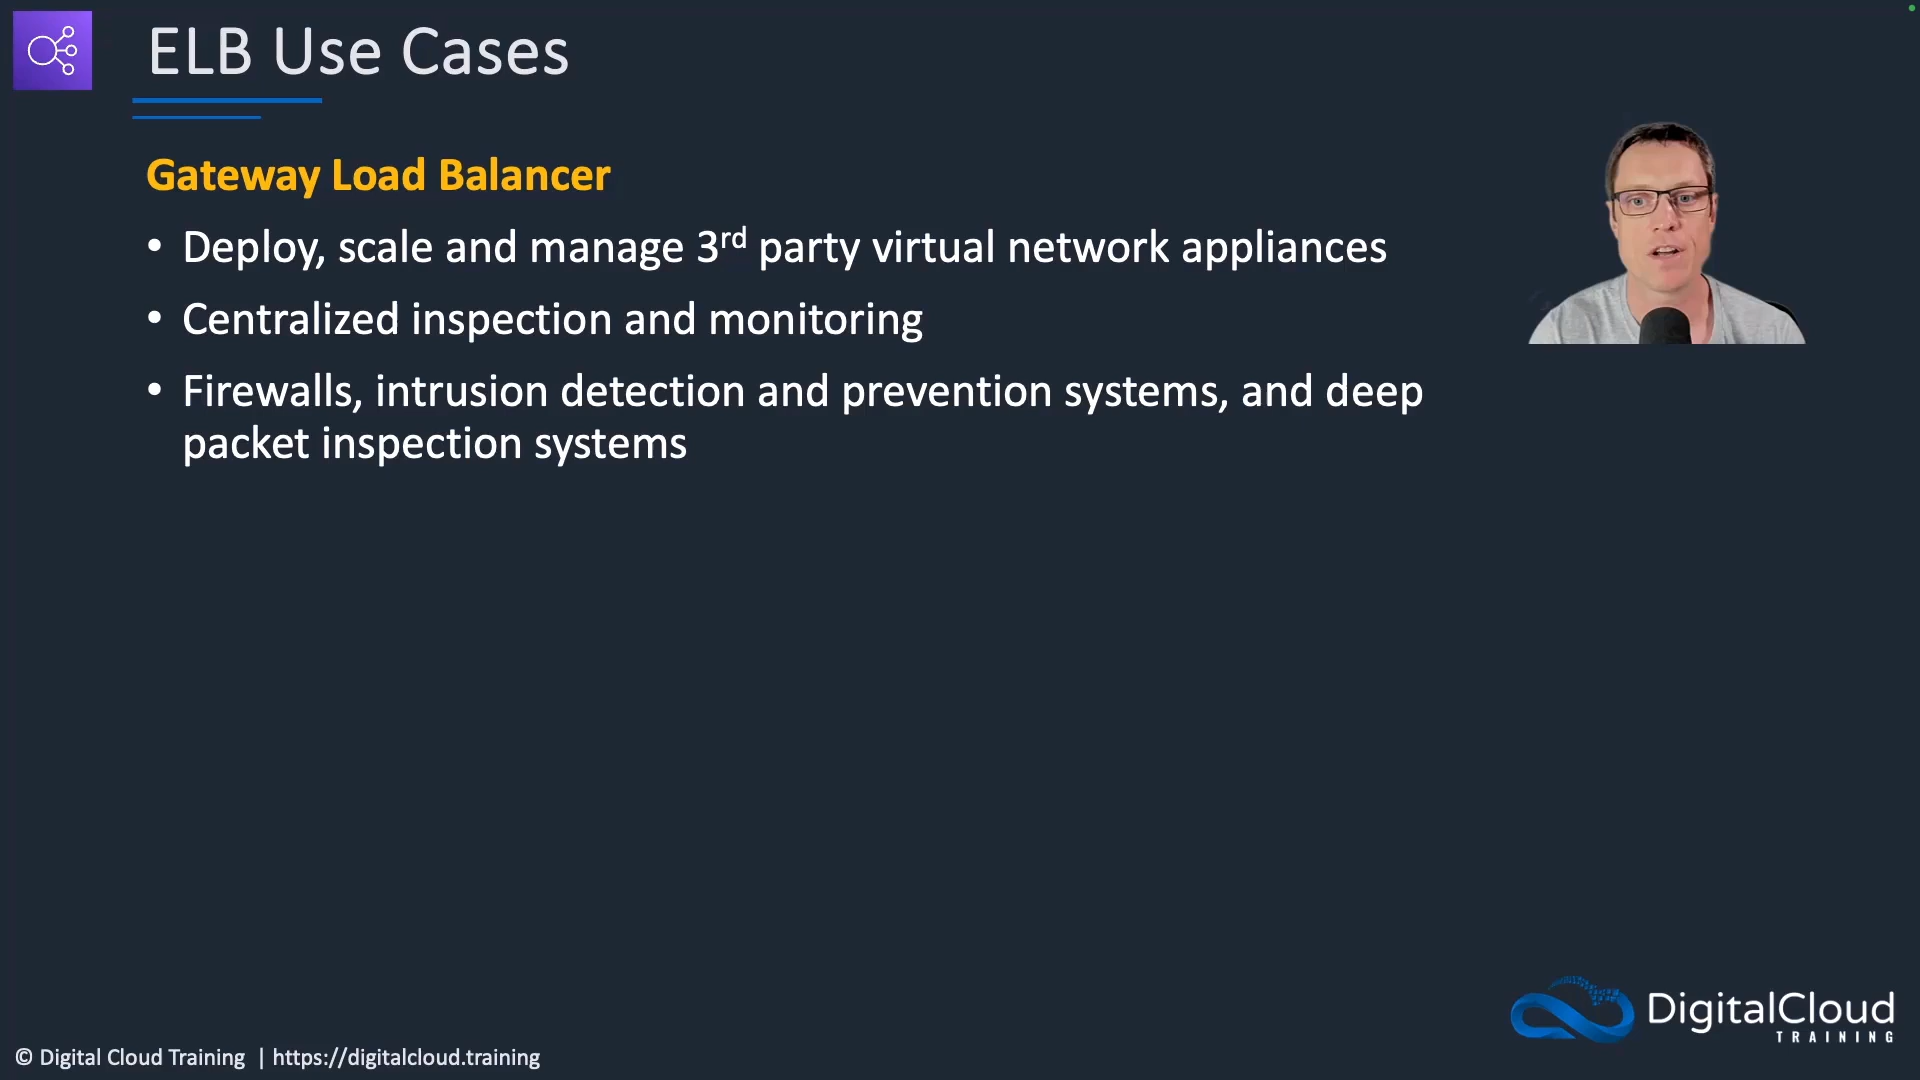 ELB Use Cases
Gateway Load Balancer
• Deploy, scale and manage 3rd party virtual network appliances
• Centralized inspection and monitoring
• Firewalls, intrusion detection and prevention systems, and deep
packet inspection systems
DigitalCloud
TRAINING
© Digital Cloud Training | https://digitalcloud.training